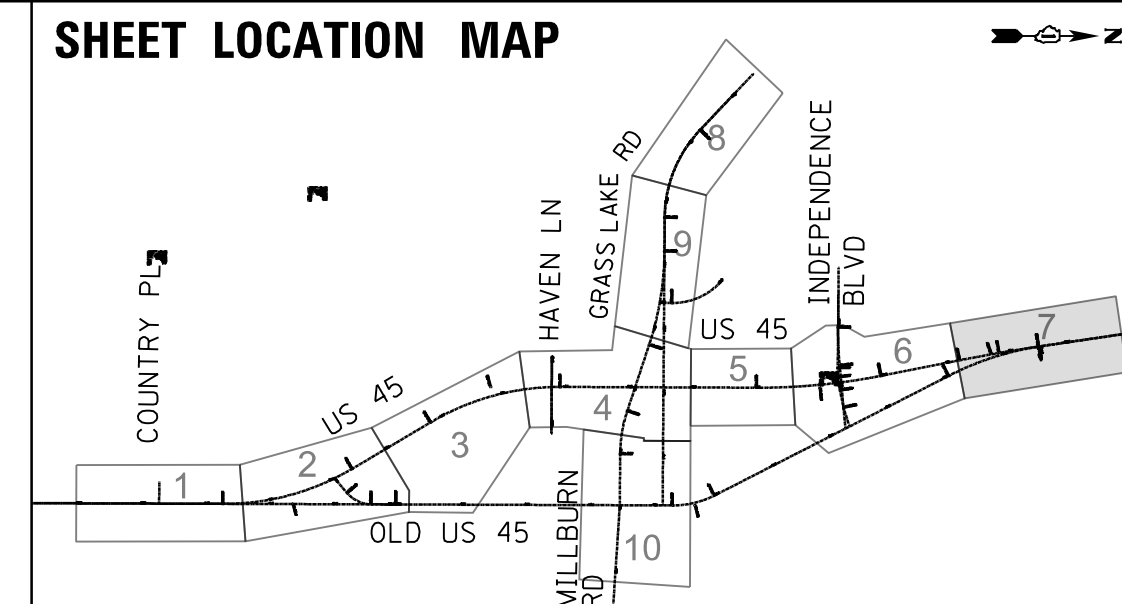 SHEET LOCATION MAP
N
8
GRASS LAKE RD
INDEPENDENCE
BLVD
HAVEN LN
9
COUNTRY PL
US 45
7
6
5
US 45
4
3
2
1
OLD US 45
MILLBURN
RD
10